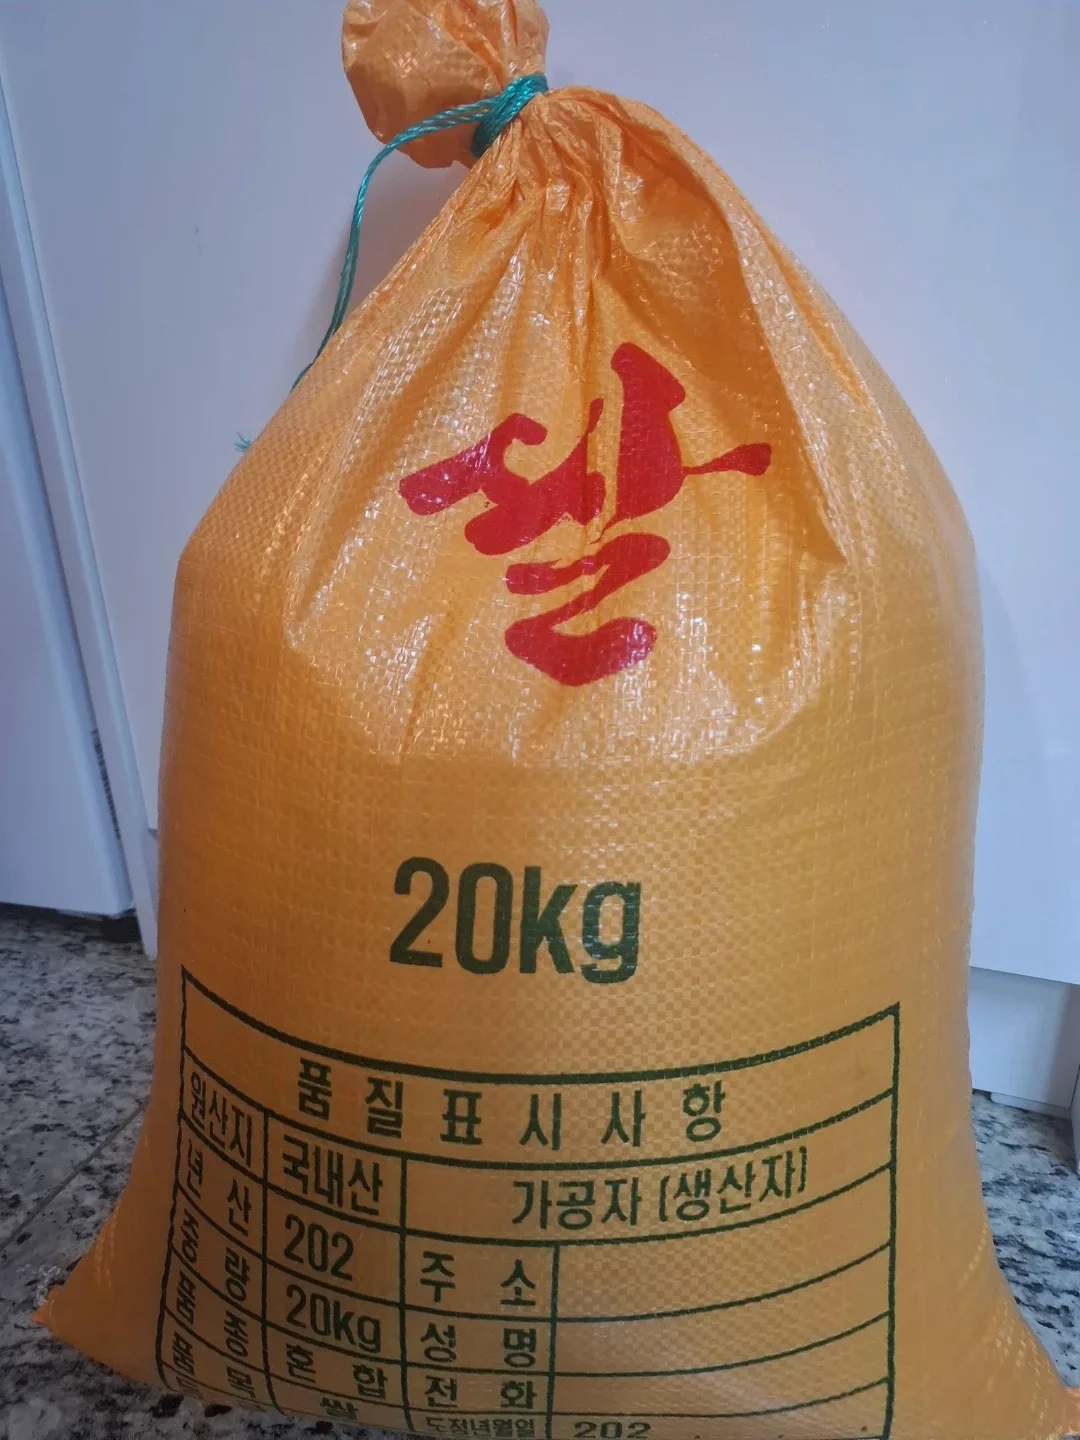 쌀
20kg
품질표시사항
원산지 국내산 가공자 (생산자)
년산 202 주소
중량 20kg 성명
품종 혼합 전화
품목 쌀 도정년월일 202 . .